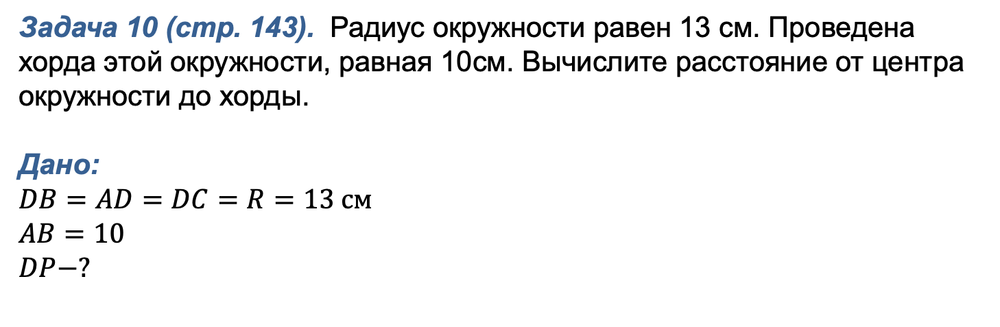 Задача 10 (стр. 143). Радиус окружности равен 13 см. Проведена
хорда этой окружности, равная 10см. Вычислите расстояние от центра
окружности до хорды.
Дано:
DB = AD = DC = R = 13 см
AB = 10
DP−?